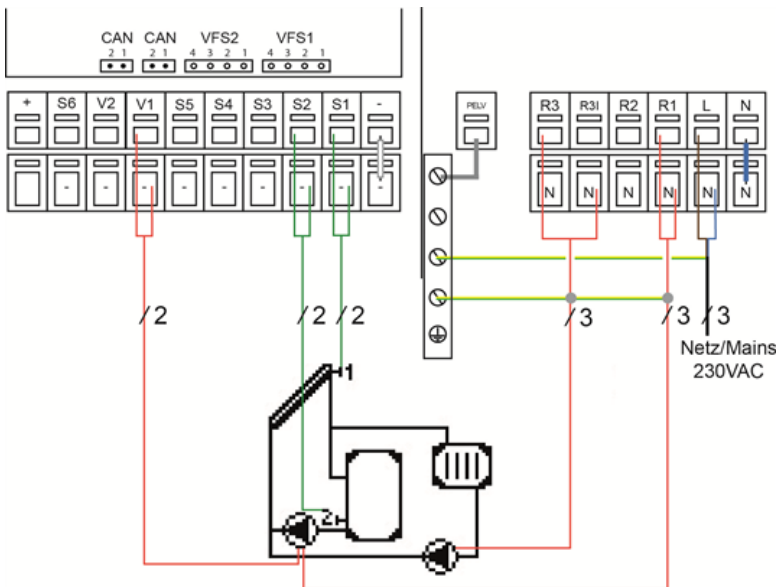 CAN CAN VFS2 VFS1
2 1 2 1 4 3 2 1 4 3 2 1
+ S6 V2 V1 S5 S4 S3 S2 S1 -
- - - - - - - -
PELV
R3 R3I R2 R1 L N
N N N N N N
/2 /2 /2 /3 /3 /3
Netz/Mains
230VAC
1
2